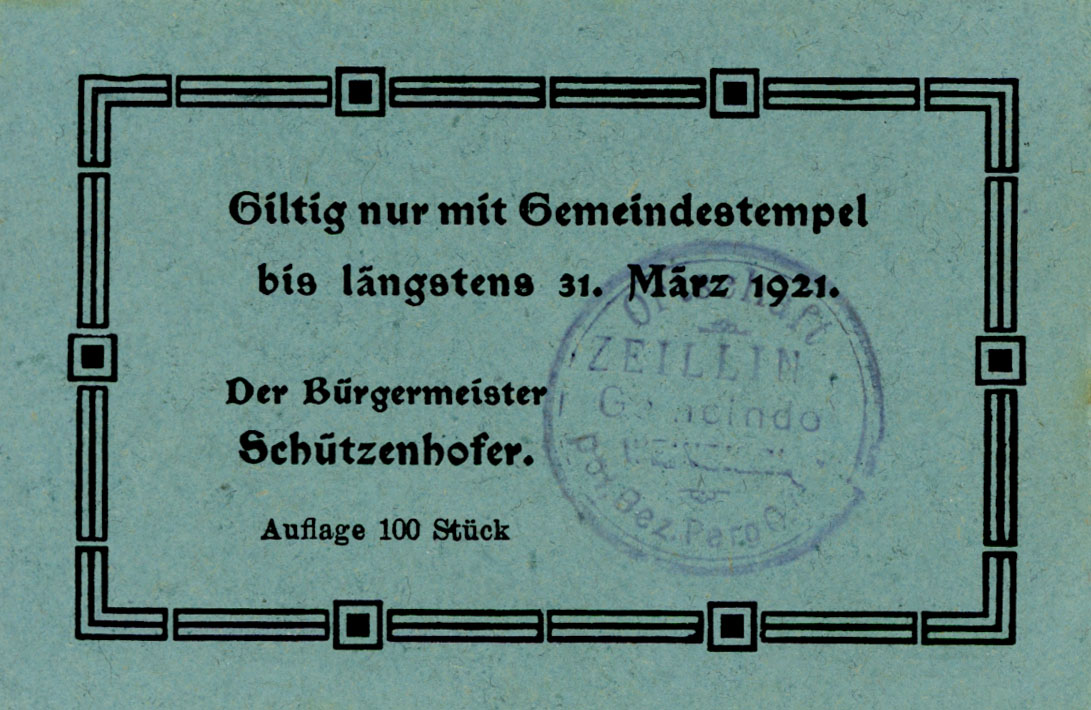 Giltig nur mit Gemeindestempel
bis längstens 31. März 1921.
Der Bürgermeister
Schützenhofer.
Auflage 100 Stück
Ortschaft
ZEILLIN
Gemeinde
Pol. Bez. Perg